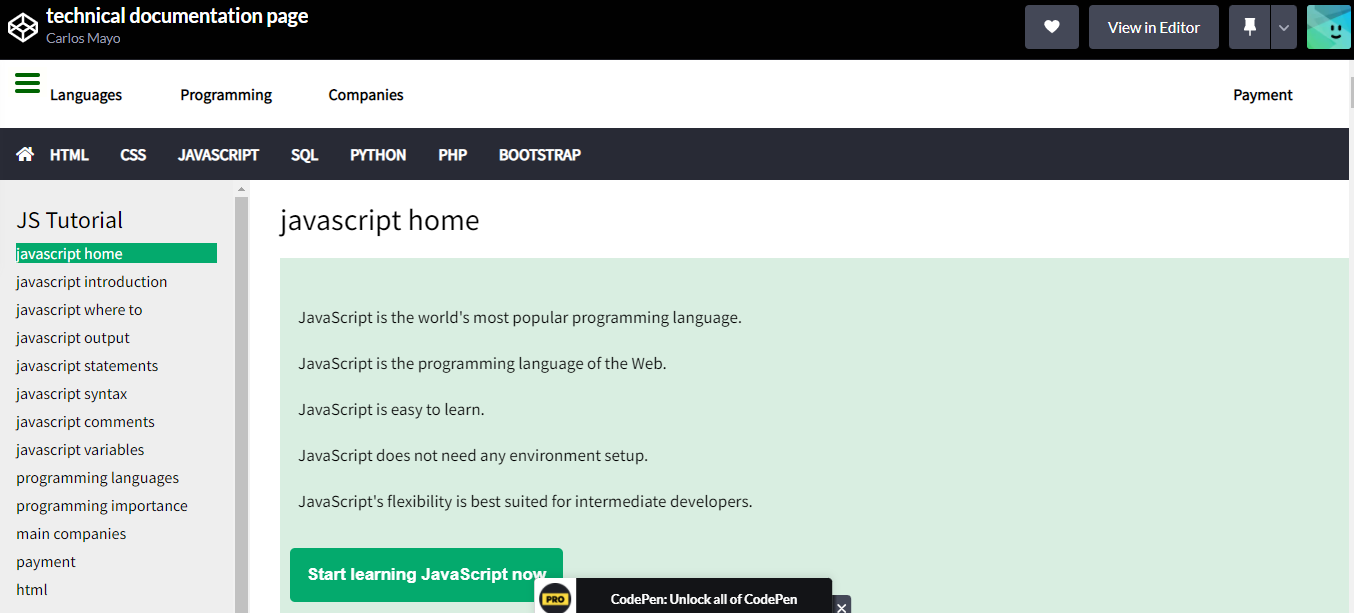 technical documentation page
Carlos Mayo
View in Editor
Languages Programming Companies Payment
HTML CSS JAVASCRIPT SQL PYTHON PHP BOOTSTRAP
JS Tutorial
javascript home
javascript introduction
javascript where to
javascript output
javascript statements
javascript syntax
javascript comments
javascript variables
programming languages
programming importance
main companies
payment
html
javascript home
JavaScript is the world's most popular programming language.
JavaScript is the programming language of the Web.
JavaScript is easy to learn.
JavaScript does not need any environment setup.
JavaScript's flexibility is best suited for intermediate developers.
Start learning JavaScript now
PRO CodePen: Unlock all of CodePen